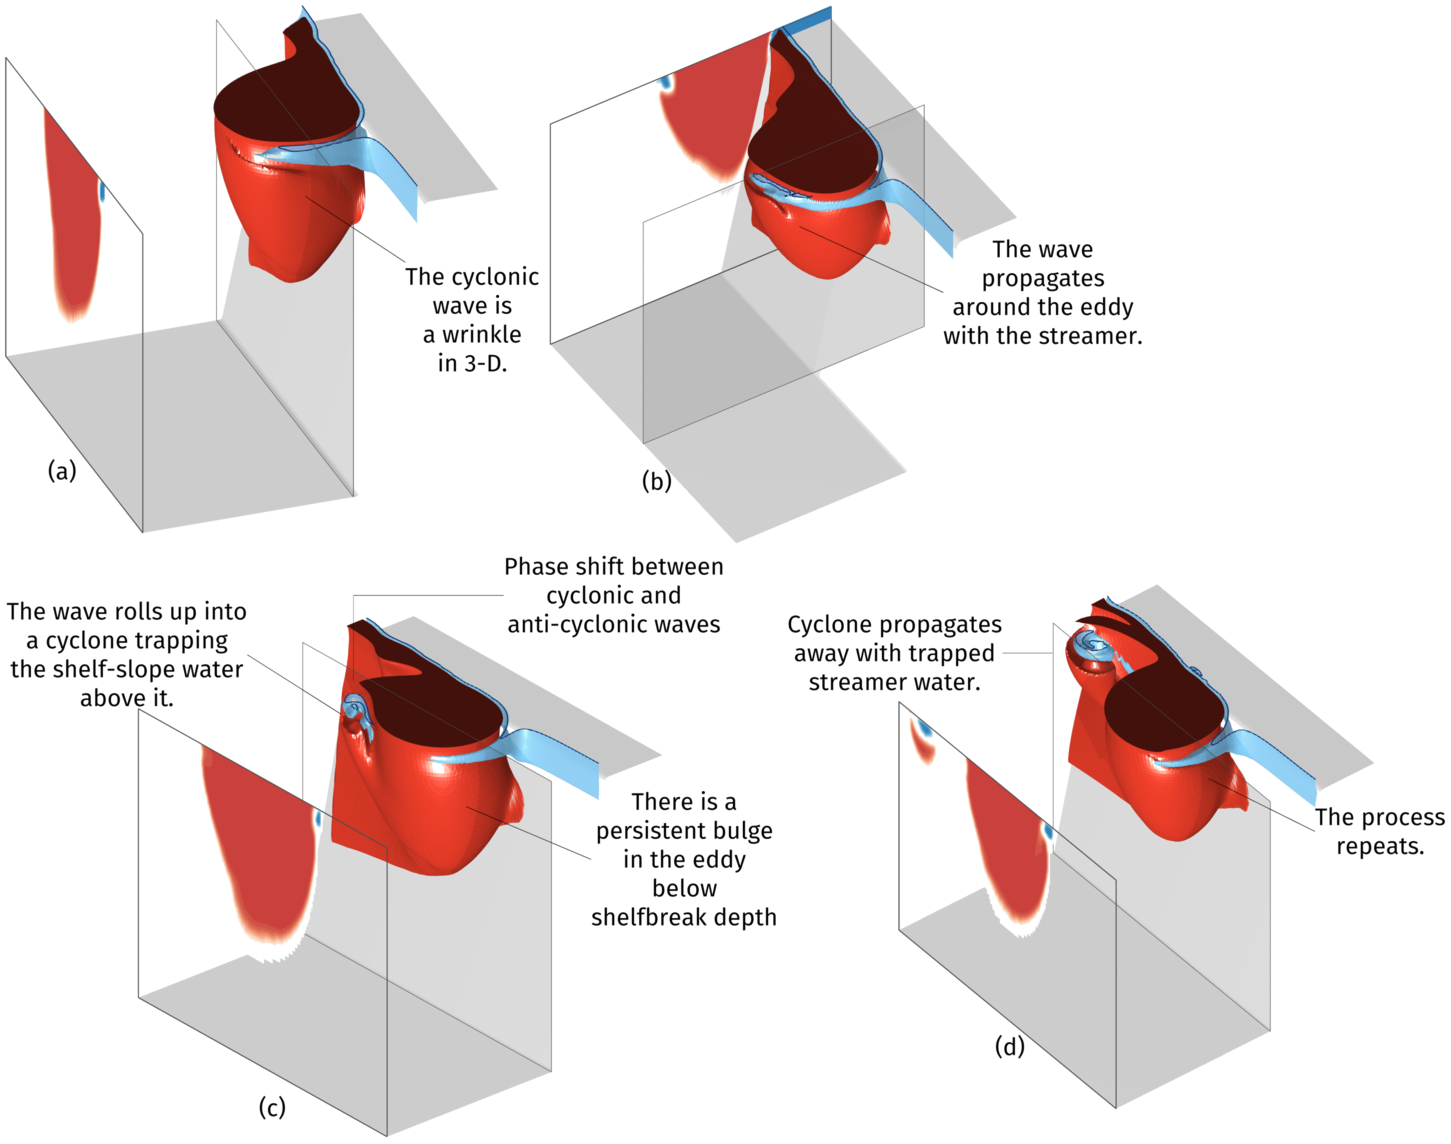 The cyclonic
wave is
a wrinkle
in 3-D.
(a)
The wave
propagates
around the eddy
with the streamer.
(b)
The wave rolls up into
a cyclone trapping
the shelf-slope water
above it.
Phase shift between
cyclonic and
anti-cyclonic waves
There is a
persistent bulge
in the eddy
below
shelfbreak depth
(c)
Cyclone propagates
away with trapped
streamer water.
The process
repeats.
(d)